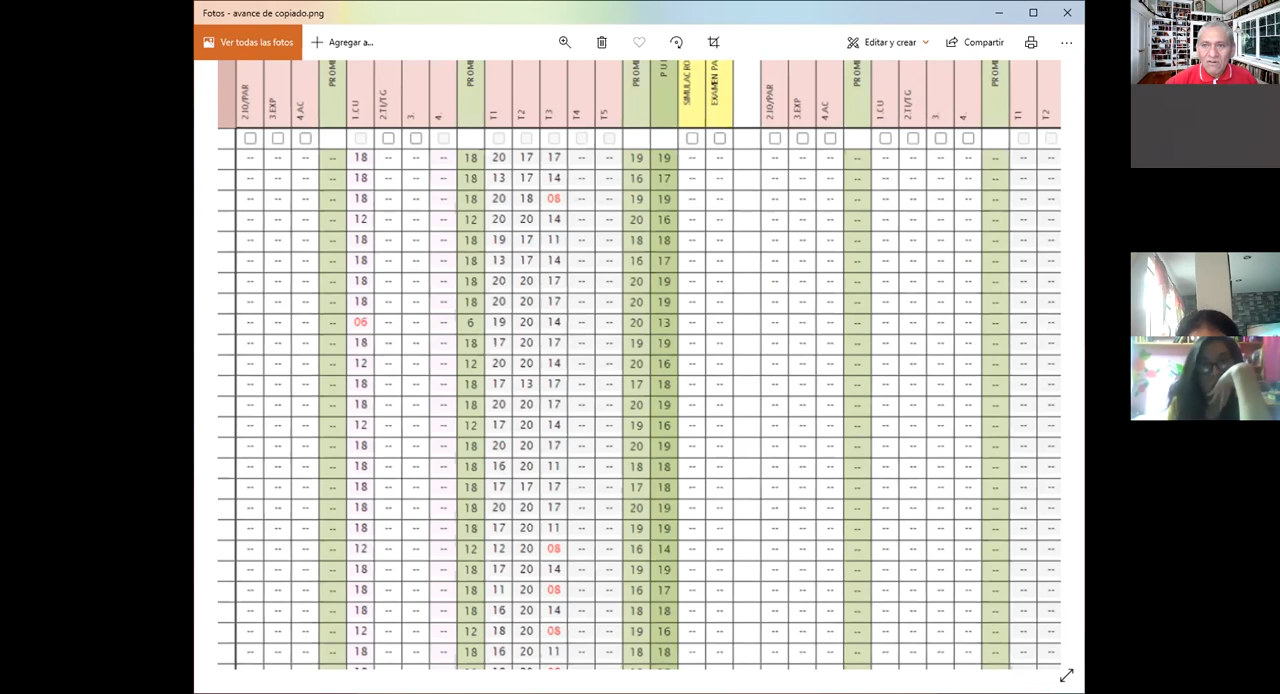 Fotos - avance de copiado.png
Ver todas las fotos
Agregar a...
Editar y crear
Compartir
2.IO/PAR 3.EXP 4.AC PROM 1.CU 2.TI/TG 3. 4. PROM T1 T2 T3 T4 T5 PROM PU SIMULACRO EXAMEN PA 2.IO/PAR 3.EXP 4.AC PROM 1.CU 2.TI/TG 3. 4. PROM T1 T2
-- -- -- -- 18 -- -- -- 18 20 17 17 -- -- 19 19 -- -- -- -- -- -- -- -- -- -- -- -- --
-- -- -- -- 18 -- -- -- 18 13 17 14 -- -- 16 17 -- -- -- -- -- -- -- -- -- -- -- -- --
-- -- -- -- 18 -- -- -- 18 20 18 08 -- -- 19 19 -- -- -- -- -- -- -- -- -- -- -- -- --
-- -- -- -- 12 -- -- -- 12 20 20 14 -- -- 20 16 -- -- -- -- -- -- -- -- -- -- -- -- --
-- -- -- -- 18 -- -- -- 18 19 17 11 -- -- 18 18 -- -- -- -- -- -- -- -- -- -- -- -- --
-- -- -- -- 18 -- -- -- 18 13 17 14 -- -- 16 17 -- -- -- -- -- -- -- -- -- -- -- -- --
-- -- -- -- 18 -- -- -- 18 20 20 17 -- -- 20 19 -- -- -- -- -- -- -- -- -- -- -- -- --
-- -- -- -- 18 -- -- -- 18 20 20 17 -- -- 20 19 -- -- -- -- -- -- -- -- -- -- -- -- --
-- -- -- -- 06 -- -- -- 6 19 20 14 -- -- 20 13 -- -- -- -- -- -- -- -- -- -- -- -- --
-- -- -- -- 18 -- -- -- 18 17 20 17 -- -- 19 19 -- -- -- -- -- -- -- -- -- -- -- -- --
-- -- -- -- 12 -- -- -- 12 20 20 14 -- -- 20 16 -- -- -- -- -- -- -- -- -- -- -- -- --
-- -- -- -- 18 -- -- -- 18 17 13 17 -- -- 17 18 -- -- -- -- -- -- -- -- -- -- -- -- --
-- -- -- -- 18 -- -- -- 18 20 20 17 -- -- 20 19 -- -- -- -- -- -- -- -- -- -- -- -- --
-- -- -- -- 12 -- -- -- 12 17 20 14 -- -- 19 16 -- -- -- -- -- -- -- -- -- -- -- -- --
-- -- -- -- 18 -- -- -- 18 20 20 17 -- -- 20 19 -- -- -- -- -- -- -- -- -- -- -- -- --
-- -- -- -- 18 -- -- -- 18 16 20 11 -- -- 18 18 -- -- -- -- -- -- -- -- -- -- -- -- --
-- -- -- -- 18 -- -- -- 18 17 17 17 -- -- 17 18 -- -- -- -- -- -- -- -- -- -- -- -- --
-- -- -- -- 18 -- -- -- 18 20 20 17 -- -- 20 19 -- -- -- -- -- -- -- -- -- -- -- -- --
-- -- -- -- 18 -- -- -- 18 17 20 11 -- -- 19 19 -- -- -- -- -- -- -- -- -- -- -- -- --
-- -- -- -- 12 -- -- -- 12 12 20 08 -- -- 16 14 -- -- -- -- -- -- -- -- -- -- -- -- --
-- -- -- -- 18 -- -- -- 18 17 20 14 -- -- 19 19 -- -- -- -- -- -- -- -- -- -- -- -- --
-- -- -- -- 18 -- -- -- 18 11 20 08 -- -- 16 17 -- -- -- -- -- -- -- -- -- -- -- -- --
-- -- -- -- 18 -- -- -- 18 16 20 14 -- -- 18 18 -- -- -- -- -- -- -- -- -- -- -- -- --
-- -- -- -- 12 -- -- -- 12 18 20 08 -- -- 19 16 -- -- -- -- -- -- -- -- -- -- -- -- --
-- -- -- -- 18 -- -- -- 18 16 20 11 -- -- 18 18 -- -- -- -- -- -- -- -- -- -- -- -- --